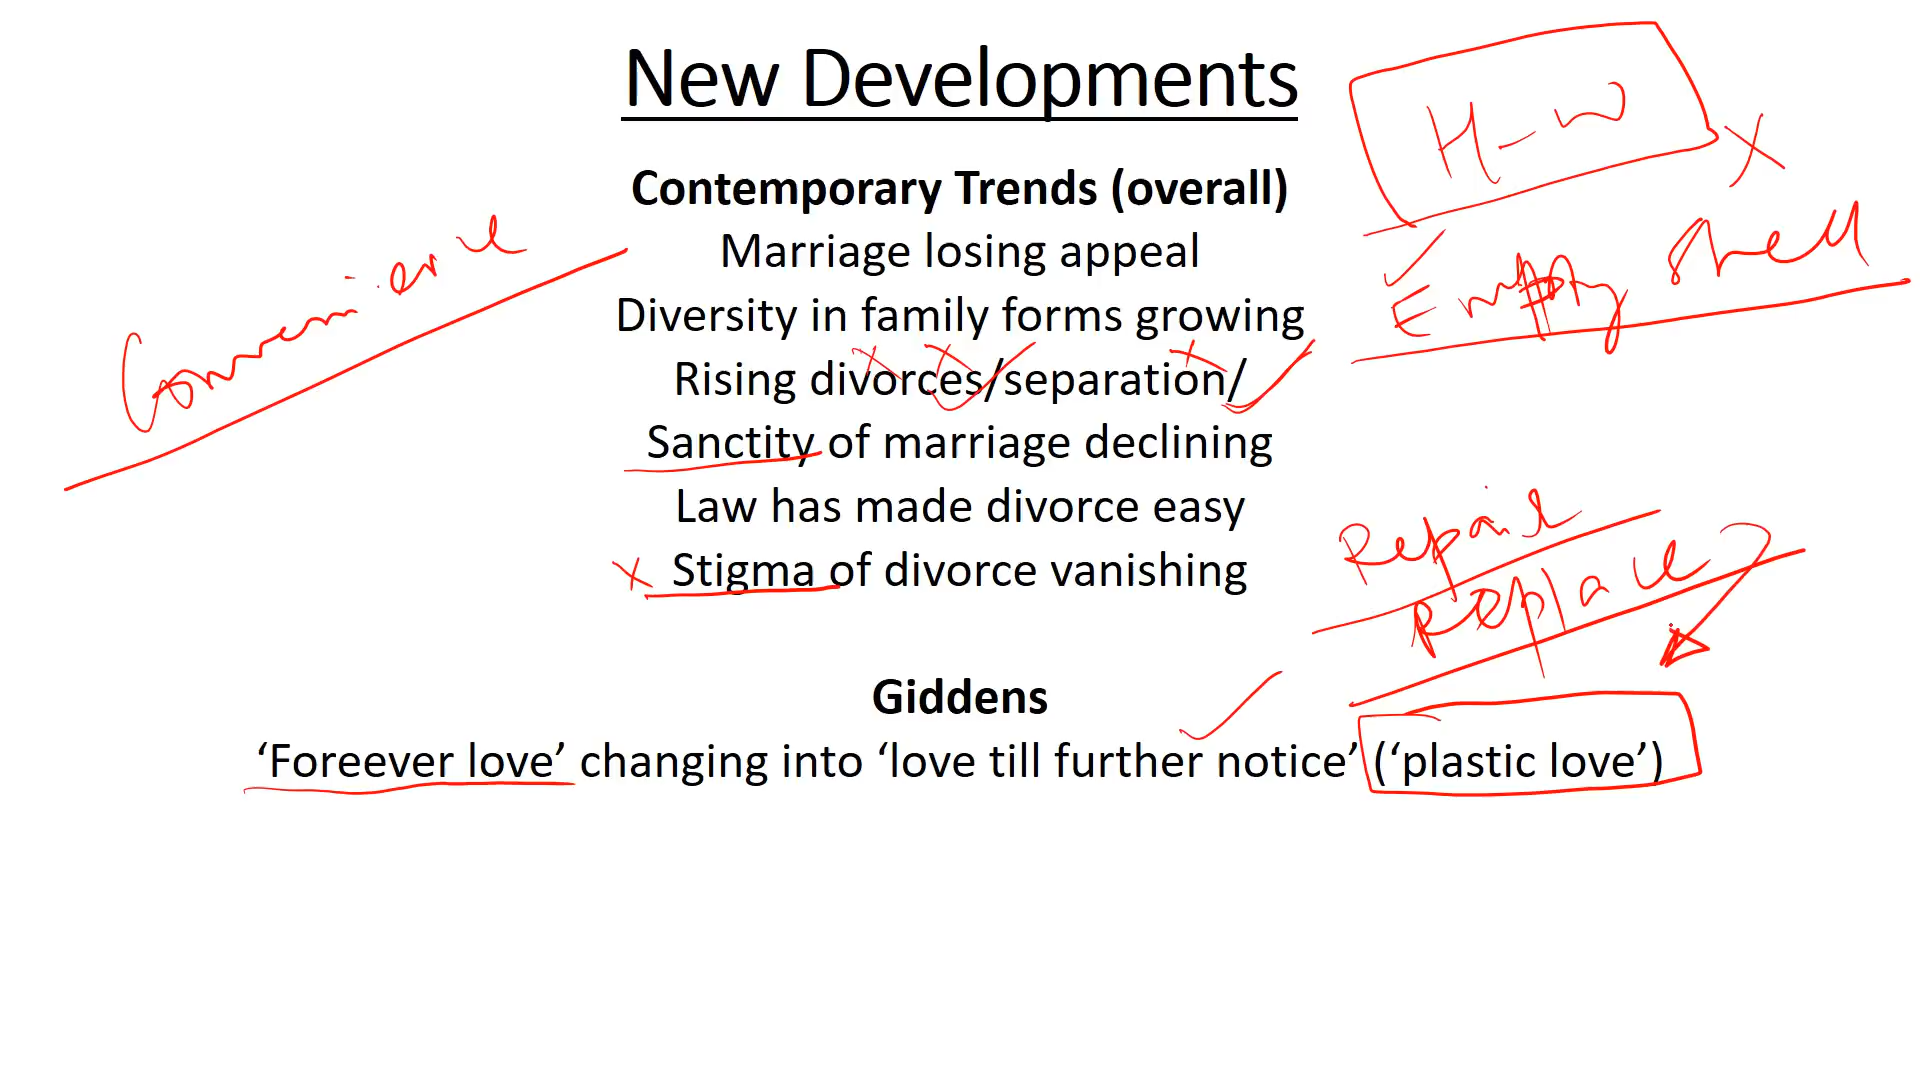 New Developments
H-W
Contemporary Trends (overall)
Marriage losing appeal
Empty shell
Convenience
Diversity in family forms growing
Rising divorces/separation/
Sanctity of marriage declining
Law has made divorce easy
Repair
Stigma of divorce vanishing
Replace
Giddens
‘Foreever love’ changing into ‘love till further notice’ (‘plastic love’)